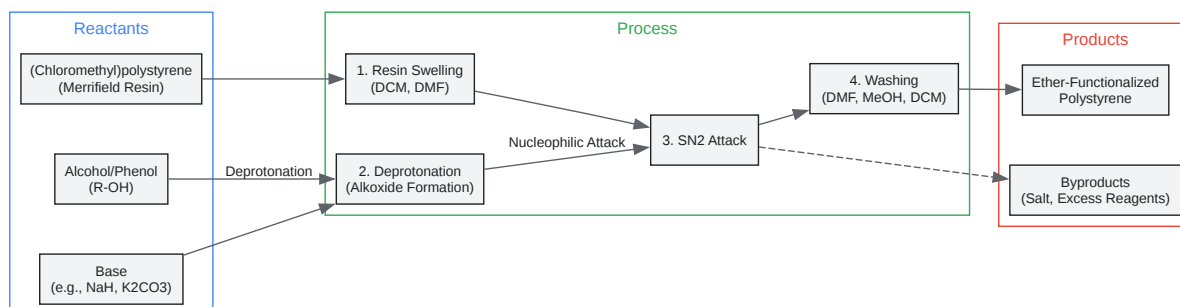 Reactants
(Chloromethyl)polystyrene
(Merrifield Resin)
Alcohol/Phenol
(R-OH)
Base
(e.g., NaH, K2CO3)
Deprotonation
Process
1. Resin Swelling
(DCM, DMF)
2. Deprotonation
(Alkoxide Formation)
Nucleophilic Attack
3. SN2 Attack
4. Washing
(DMF, MeOH, DCM)
Products
Ether-Functionalized
Polystyrene
Byproducts
(Salt, Excess Reagents)